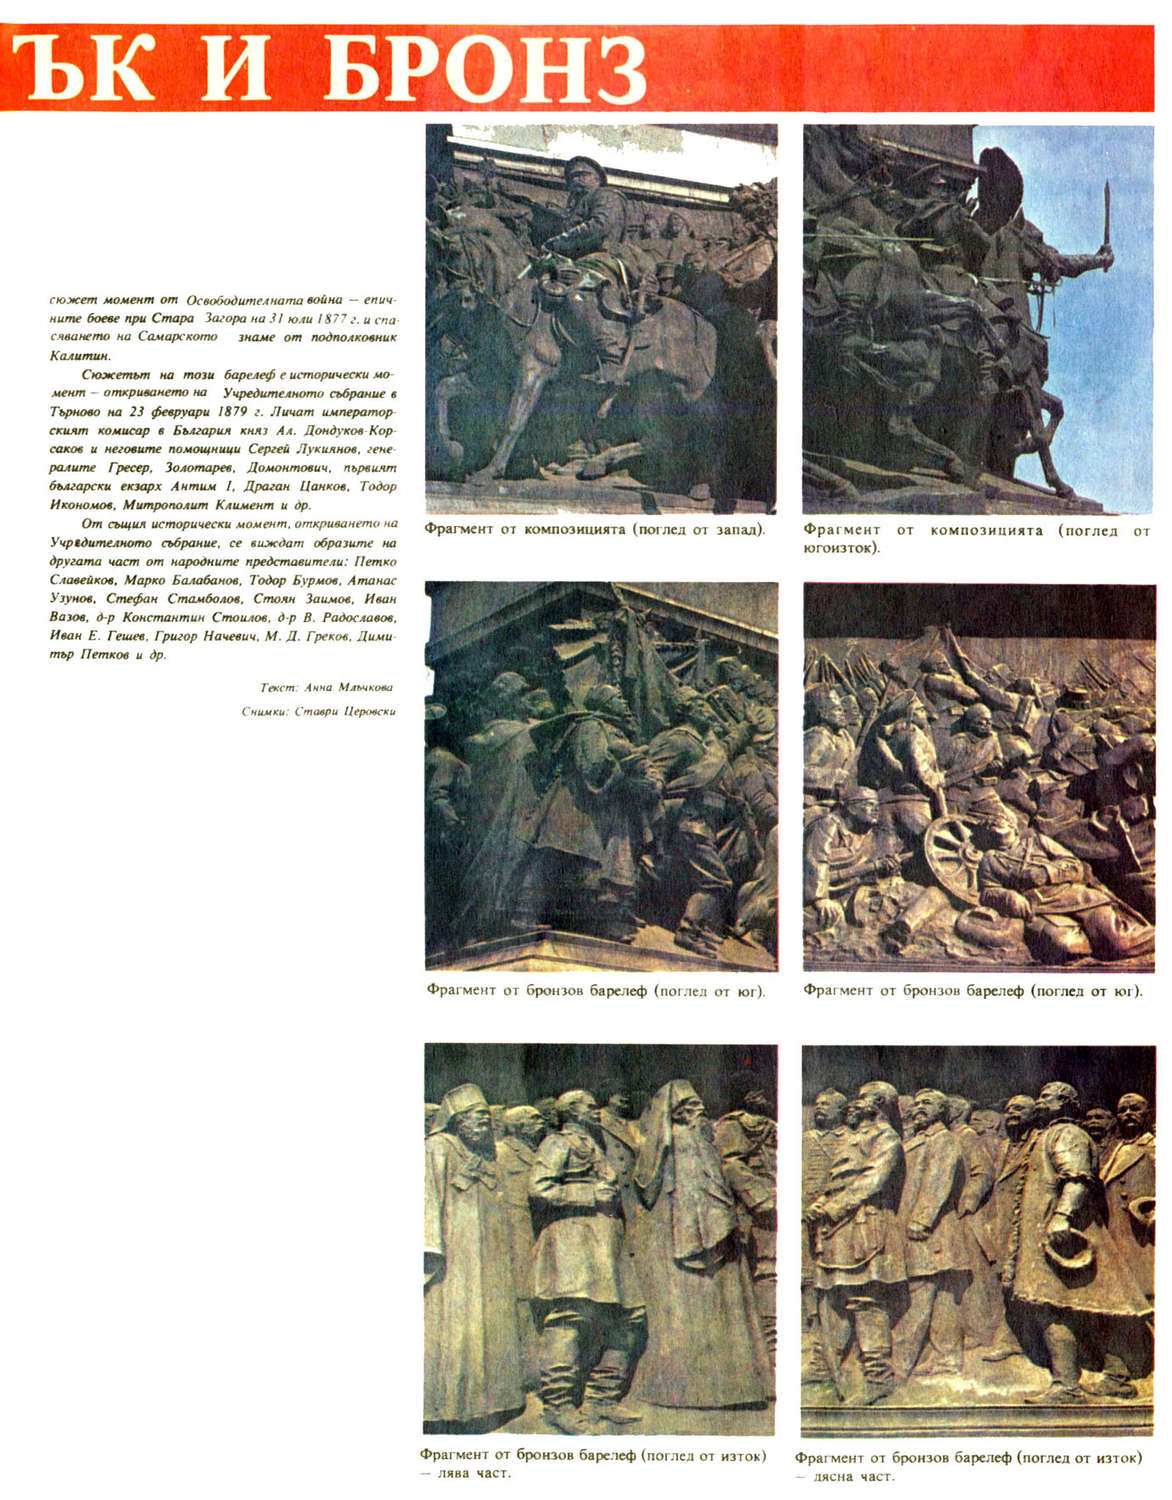 ЪК И БРОНЗ
сюжет момент от Освободителната война — епич-
ните боеве при Стара Загора на 31 юли 1877 г. и спа-
сяването на Самарското знаме от подполковник
Калитин.
Сюжетът на този барелеф е исторически мо-
мент — откриването на Учредителното събрание в
Търново на 23 февруари 1879 г. Личат император-
ският комисар в България княз Ал. Дондуков-Кор-
саков и неговите помощници Сергей Лукиянов, гене-
ралите Гресер, Золотарев, Домонтович, първият
български екзарх Антим I, Драган Цанков, Тодор
Икономов, Митрополит Климент и др.
От същия исторически момент, откриването на
Учредителното събрание, се виждат образите на
другата част от народните представители: Петко
Славейков, Марко Балабанов, Тодор Бурмов, Атанас
Узунов, Стефан Стамболов, Стоян Заимов, Иван
Вазов, д-р Константин Стоилов, д-р В. Радославов,
Иван Е. Гешев, Григор Начевич, М. Д. Греков, Дими-
тър Петков и др.
Текст: Анна Млъчкова
Снимки: Ставри Церовски
Фрагмент от композицията (поглед от запад).
Фрагмент от композицията (поглед от
югоизток).
Фрагмент от бронзов барелеф (поглед от юг).
Фрагмент от бронзов барелеф (поглед от юг).
Фрагмент от бронзов барелеф (поглед от изток)
— лява част.
Фрагмент от бронзов барелеф (поглед от изток)
— дясна част.